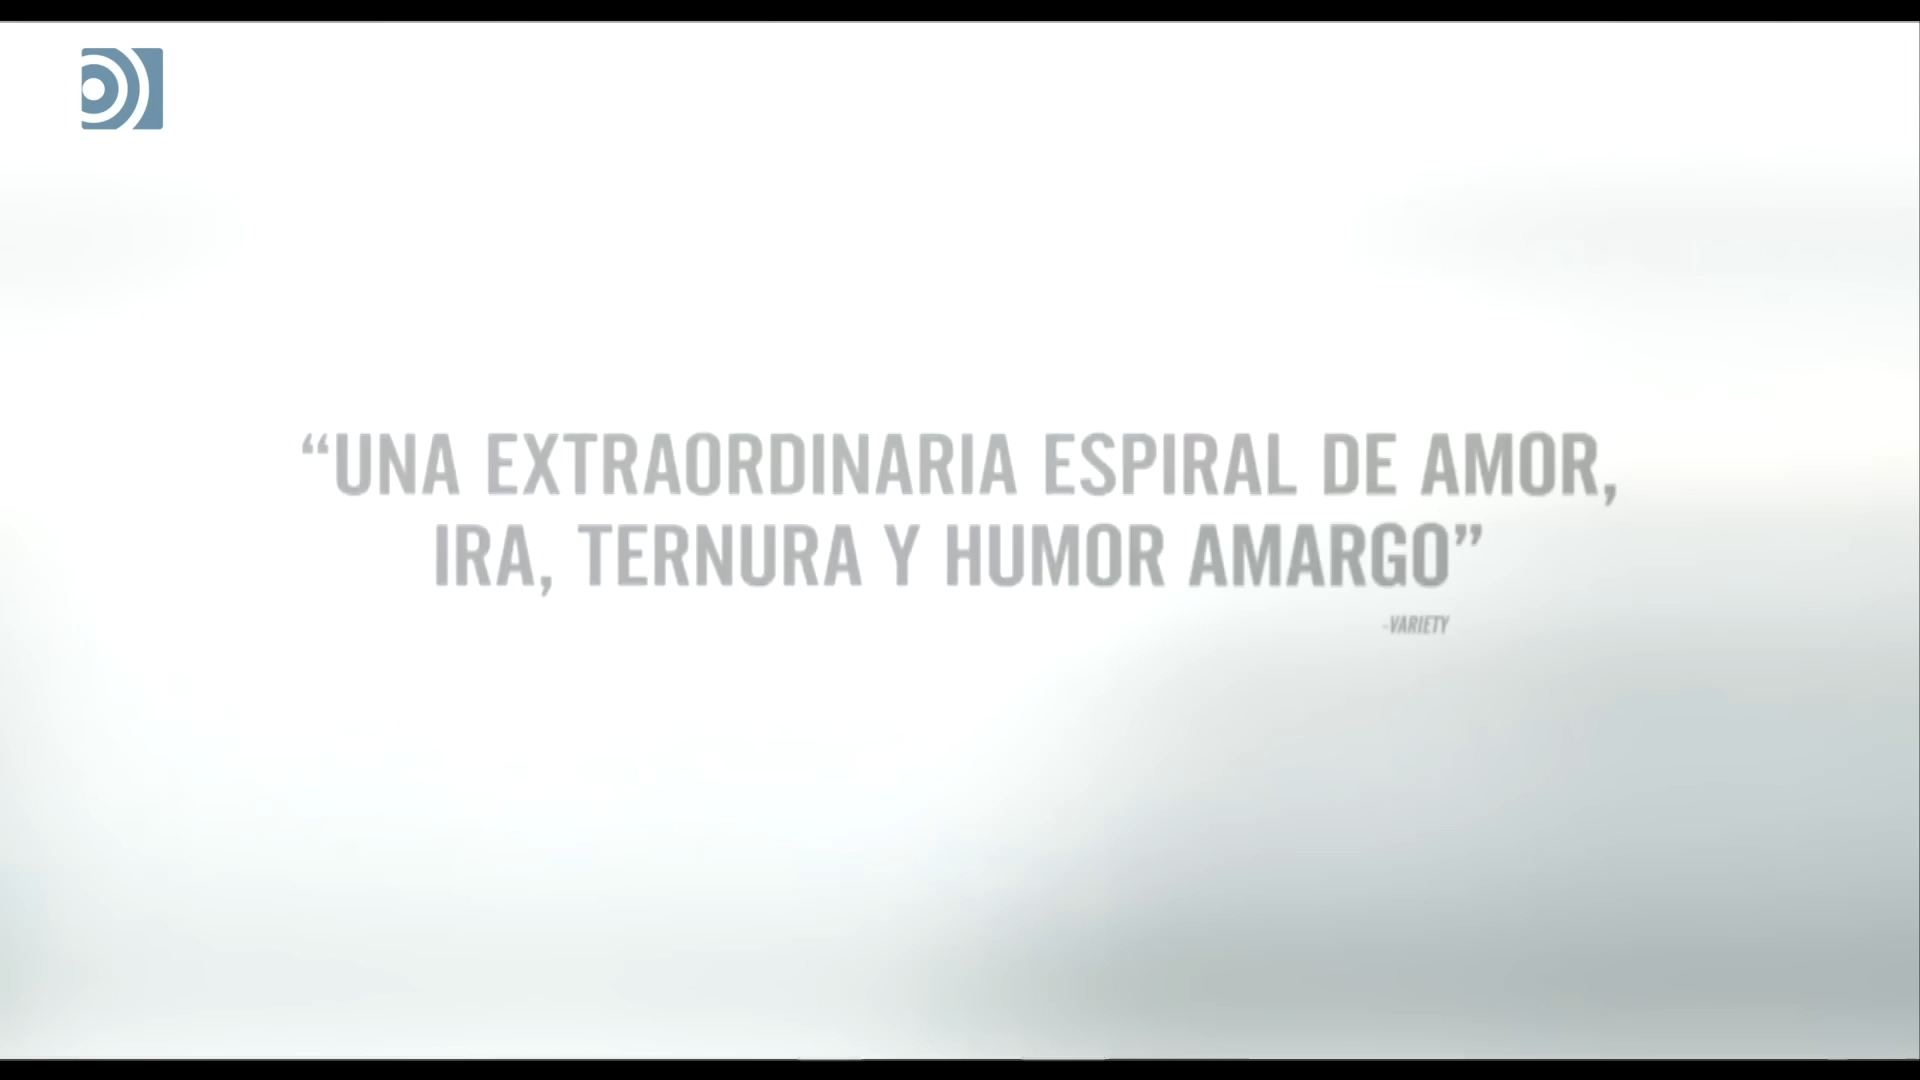 “UNA EXTRAORDINARIA ESPIRAL DE AMOR,
IRA, TERNURA Y HUMOR AMARGO”
-VARIETY